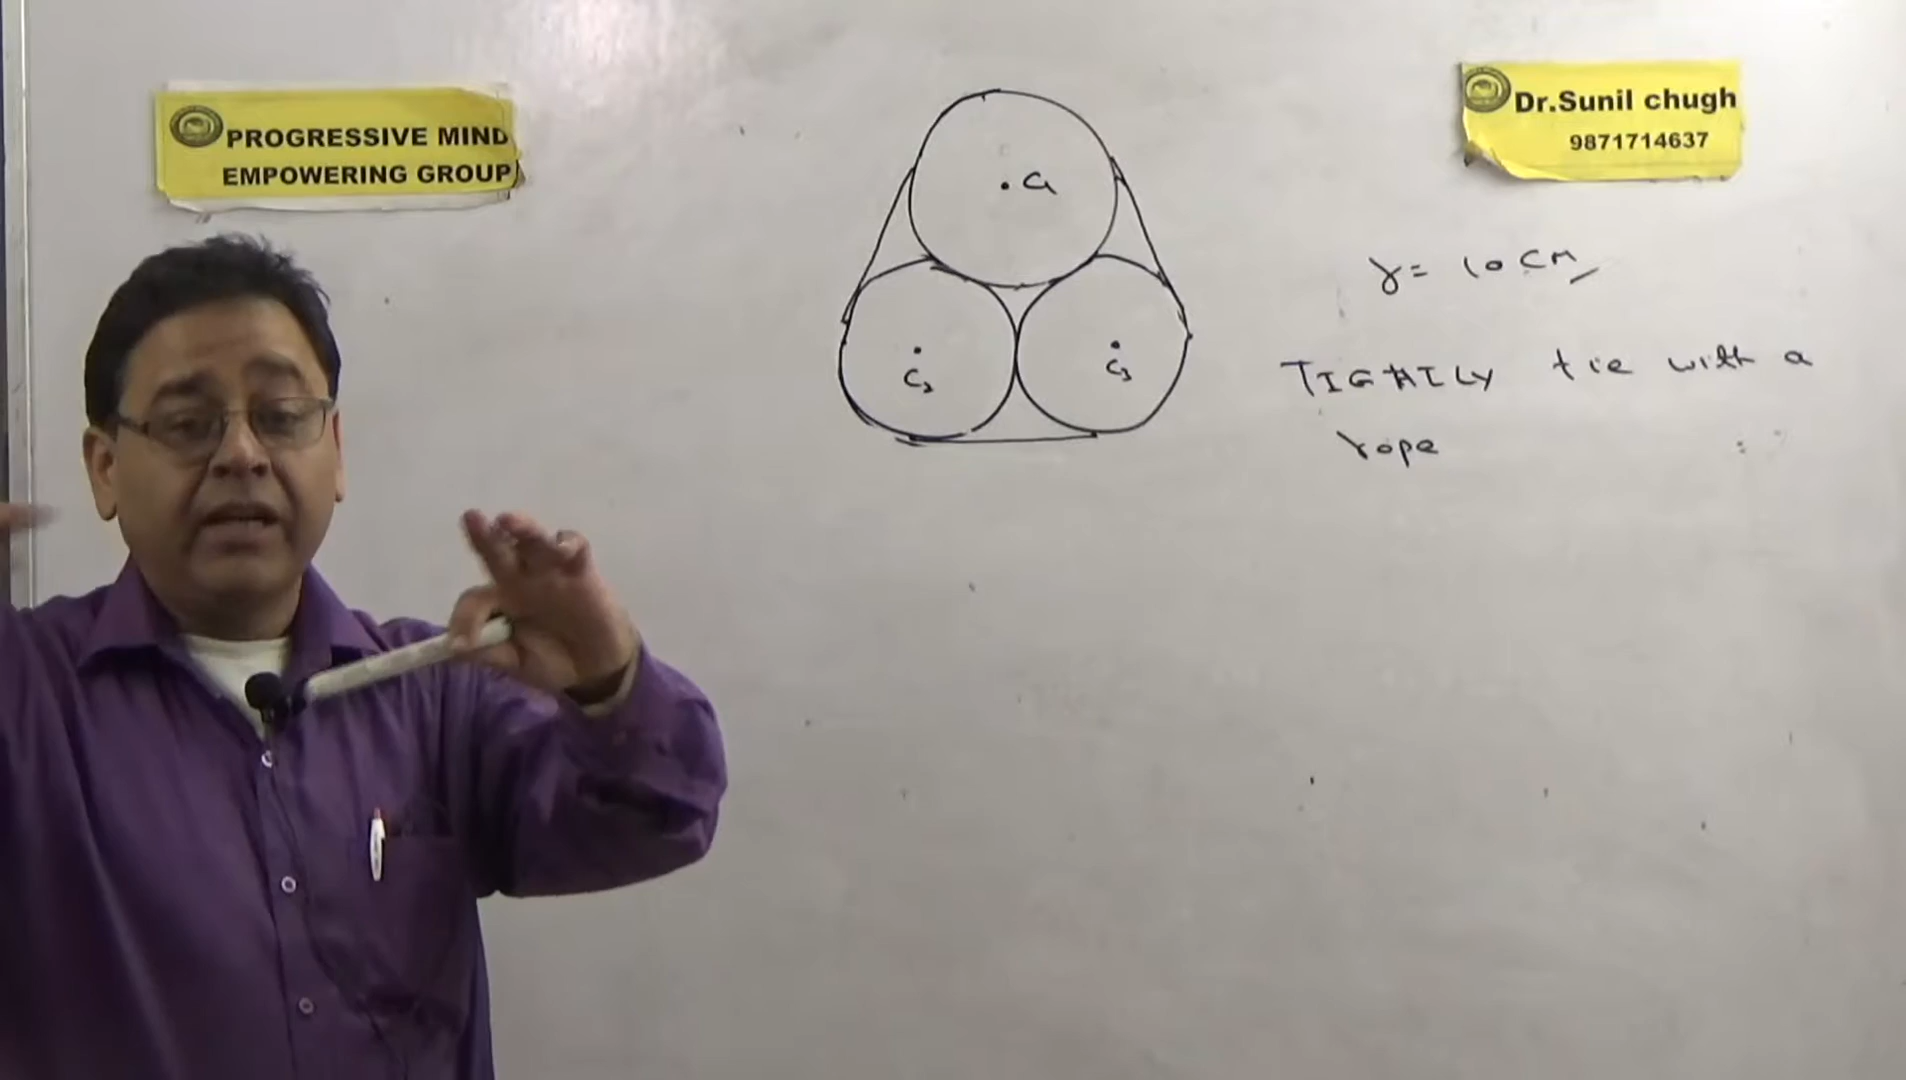 PROGRESSIVE MIND
EMPOWERING GROUP
Dr.Sunil chugh
9871714637
C1
C2
C3
r= 10 CM
TIGHTLY tie with a
rope